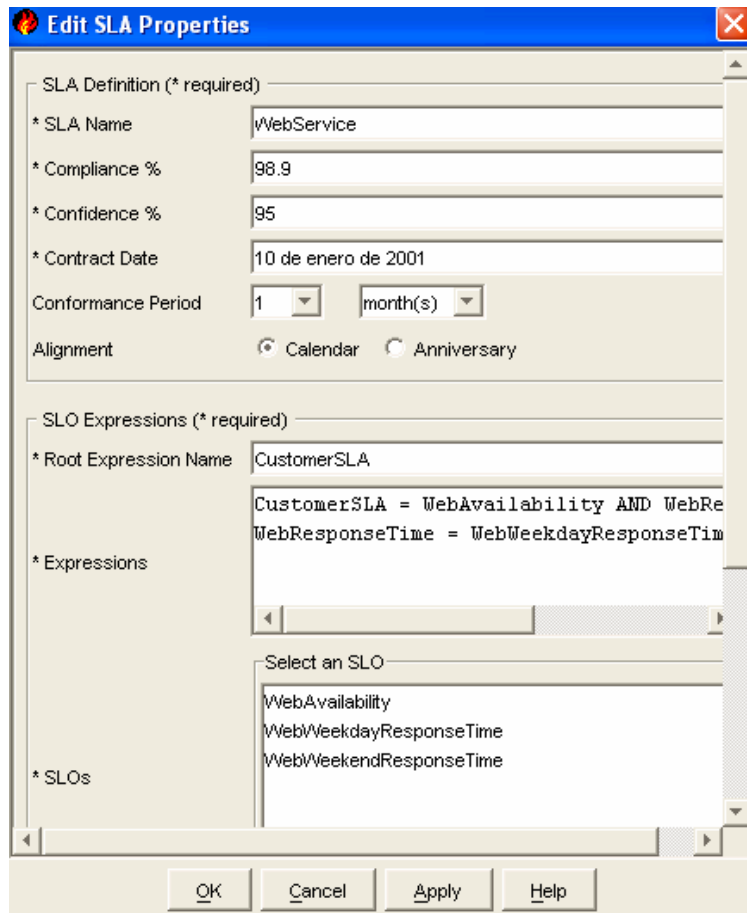 Edit SLA Properties
SLA Definition (* required)
* SLA Name WebService
* Compliance % 98.9
* Confidence % 95
* Contract Date 10 de enero de 2001
Conformance Period 1 month(s)
Alignment Calendar Anniversary
SLO Expressions (* required)
* Root Expression Name CustomerSLA
* Expressions
CustomerSLA = WebAvailability AND WebRe
WebResponseTime = WebWeekdayResponseTim
Select an SLO
* SLOs
WebAvailability
WebWeekdayResponseTime
WebWeekendResponseTime
OK Cancel Apply Help